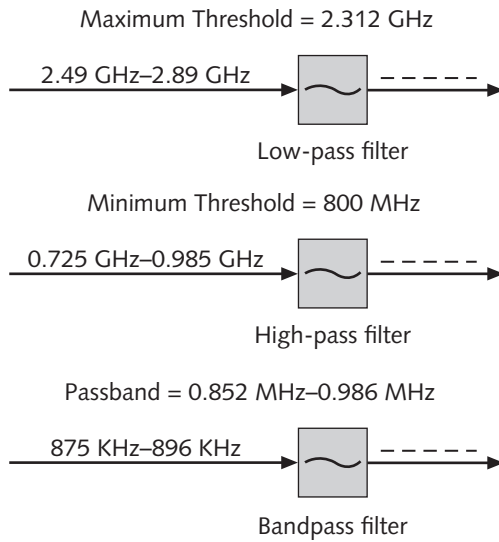 Maximum Threshold = 2.312 GHz
2.49 GHz–2.89 GHz
Low-pass filter
Minimum Threshold = 800 MHz
0.725 GHz–0.985 GHz
High-pass filter
Passband = 0.852 MHz–0.986 MHz
875 KHz–896 KHz
Bandpass filter